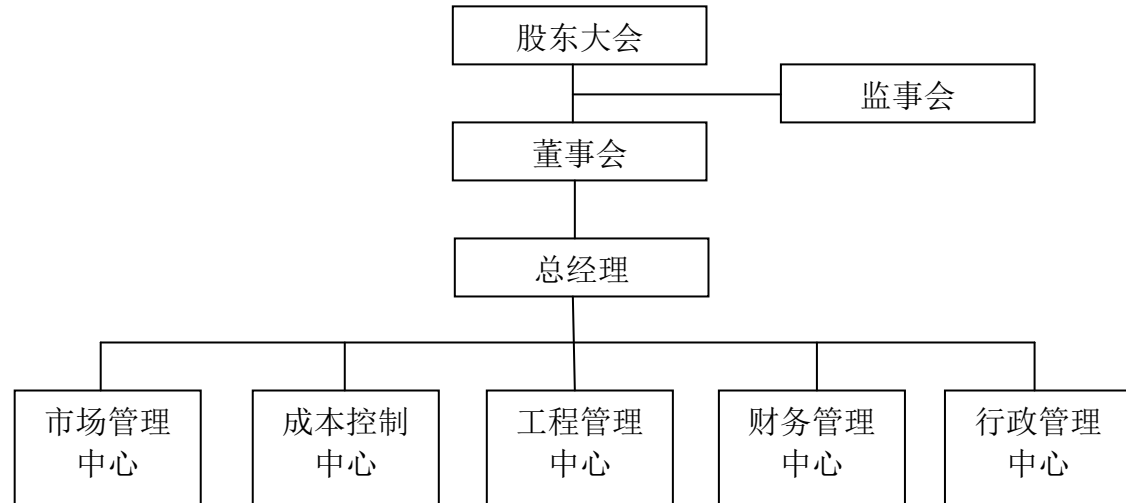 股东大会
监事会
董事会
总经理
市场管理
中心
成本控制
中心
工程管理
中心
财务管理
中心
行政管理
中心